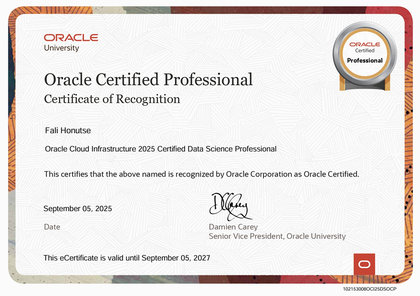 ORACLE
University
ORACLE
Certified
Professional
Oracle Certified Professional
Certificate of Recognition
Fali Honutse
Oracle Cloud Infrastructure 2025 Certified Data Science Professional
This certifies that the above named is recognized by Oracle Corporation as Oracle Certified.
September 05, 2025
Date
Damien Carey
Senior Vice President, Oracle University
This eCertificate is valid until September 05, 2027
102153008OCI25DSOCP